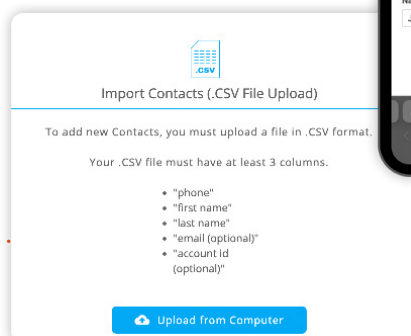 .CSV
Import Contacts (.CSV File Upload)
To add new Contacts, you must upload a file in .CSV format.
Your .CSV file must have at least 3 columns.
"phone"
"first name"
"last name"
"email (optional)"
"account id
(optional)"
Upload from Computer